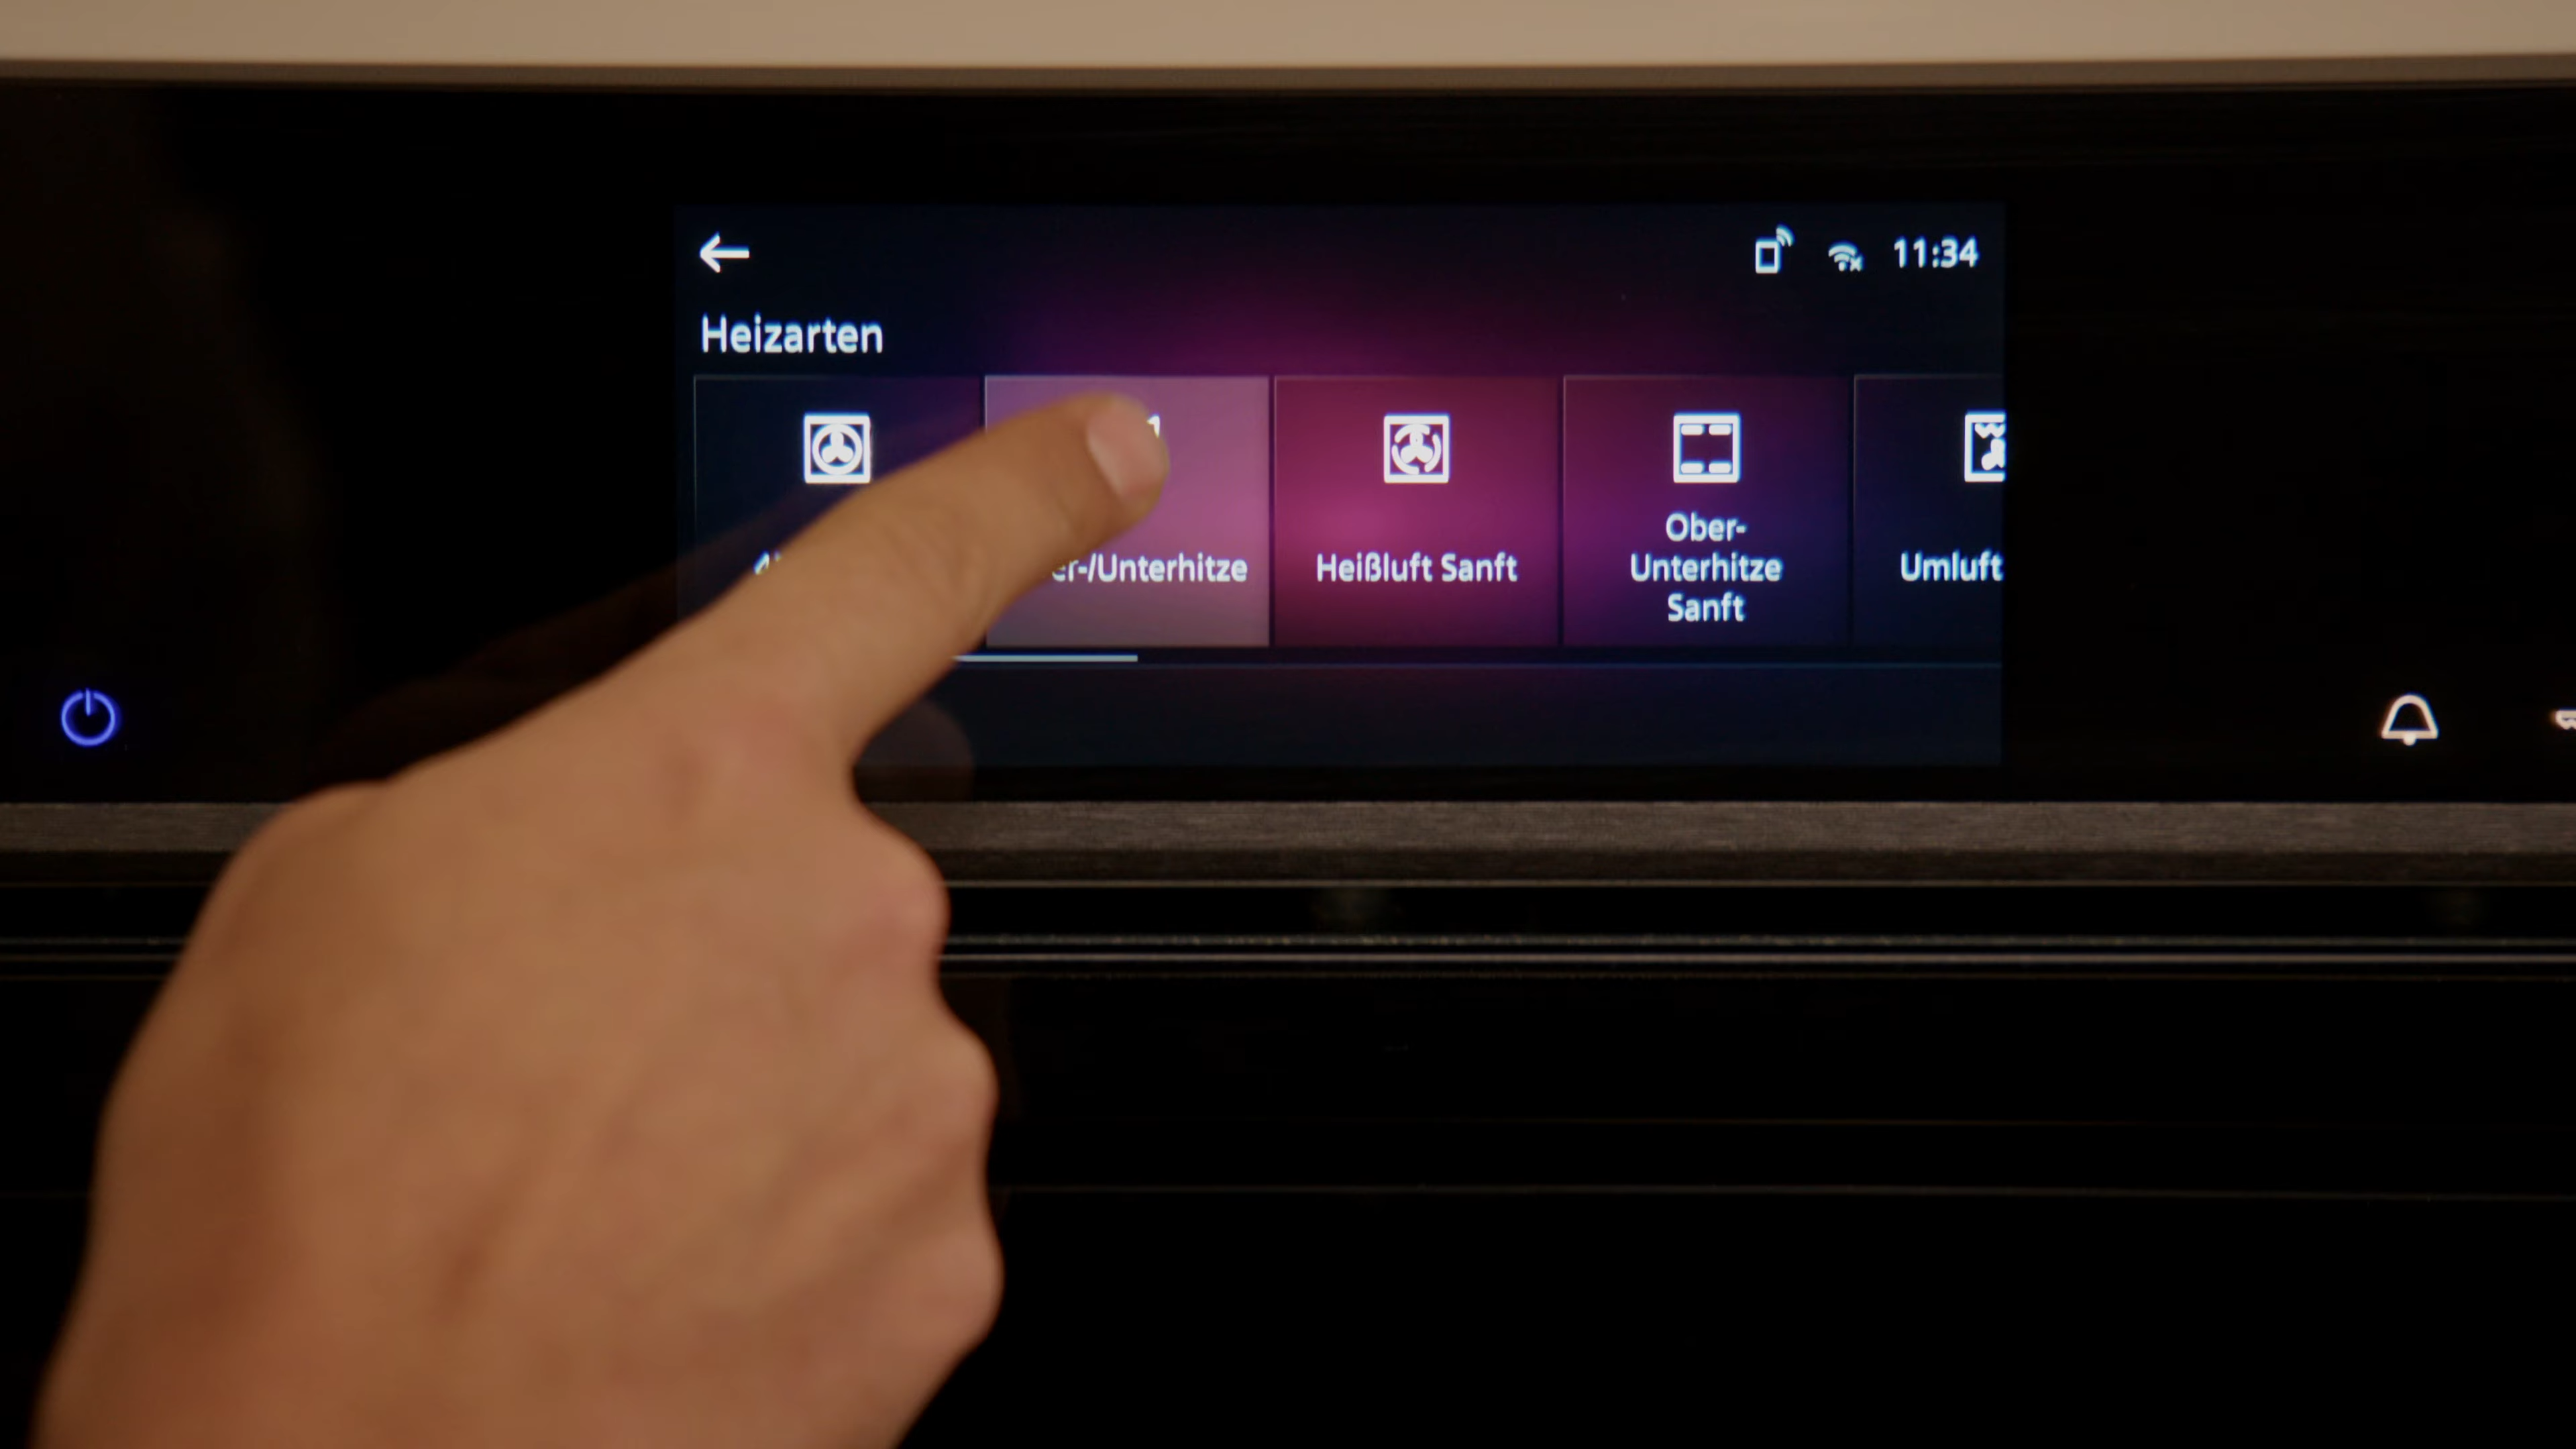 11:34
Heizarten
er-/Unterhitze
Heißluft Sanft
Ober-
Unterhitze
Sanft
Umluft